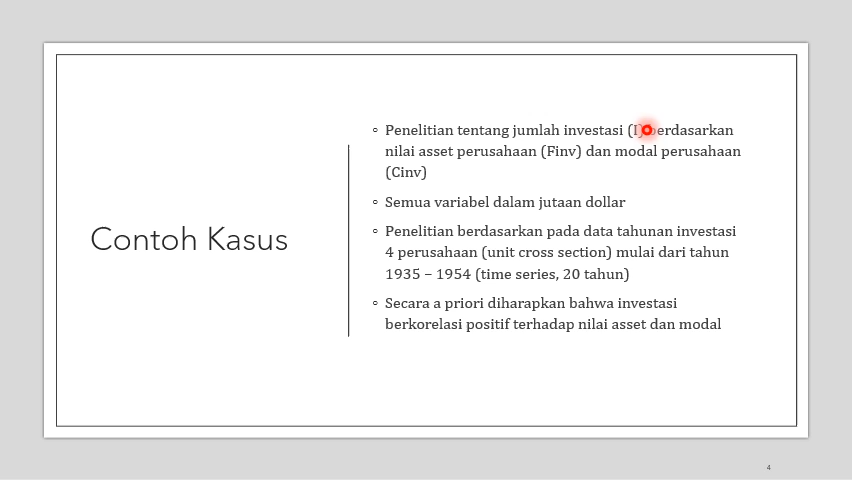 Contoh Kasus
◦ Penelitian tentang jumlah investasi (I) berdasarkan
nilai asset perusahaan (Finv) dan modal perusahaan
(Cinv)
◦ Semua variabel dalam jutaan dollar
◦ Penelitian berdasarkan pada data tahunan investasi
4 perusahaan (unit cross section) mulai dari tahun
1935 – 1954 (time series, 20 tahun)
◦ Secara a priori diharapkan bahwa investasi
berkorelasi positif terhadap nilai asset dan modal
4